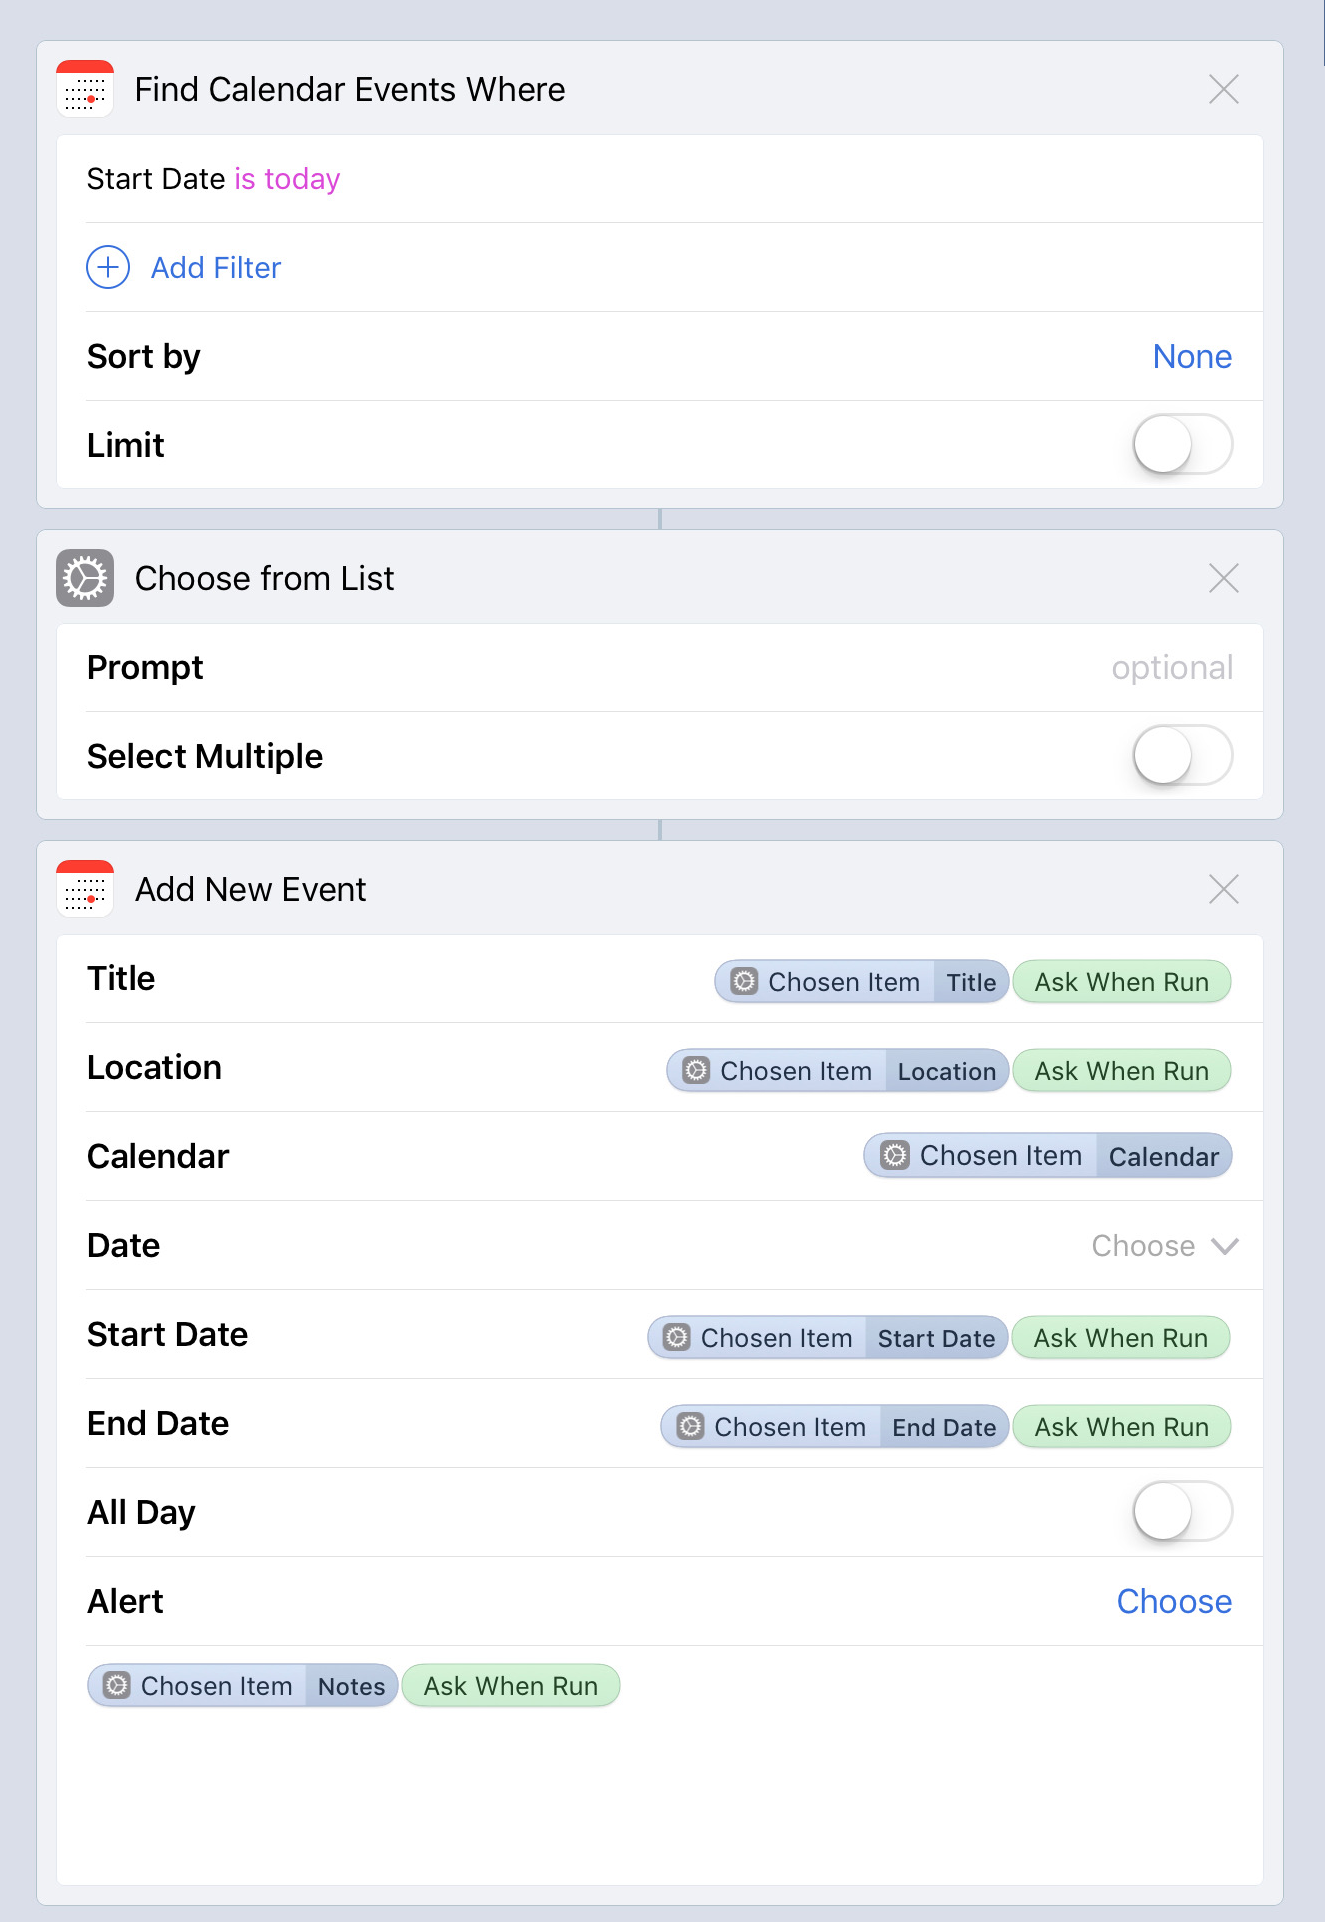 Find Calendar Events Where
Start Date is today
Add Filter
Sort by None
Limit
Choose from List
Prompt optional
Select Multiple
Add New Event
Title Chosen Item Title Ask When Run
Location Chosen Item Location Ask When Run
Calendar Chosen Item Calendar
Date Choose
Start Date Chosen Item Start Date Ask When Run
End Date Chosen Item End Date Ask When Run
All Day
Alert Choose
Chosen Item Notes Ask When Run